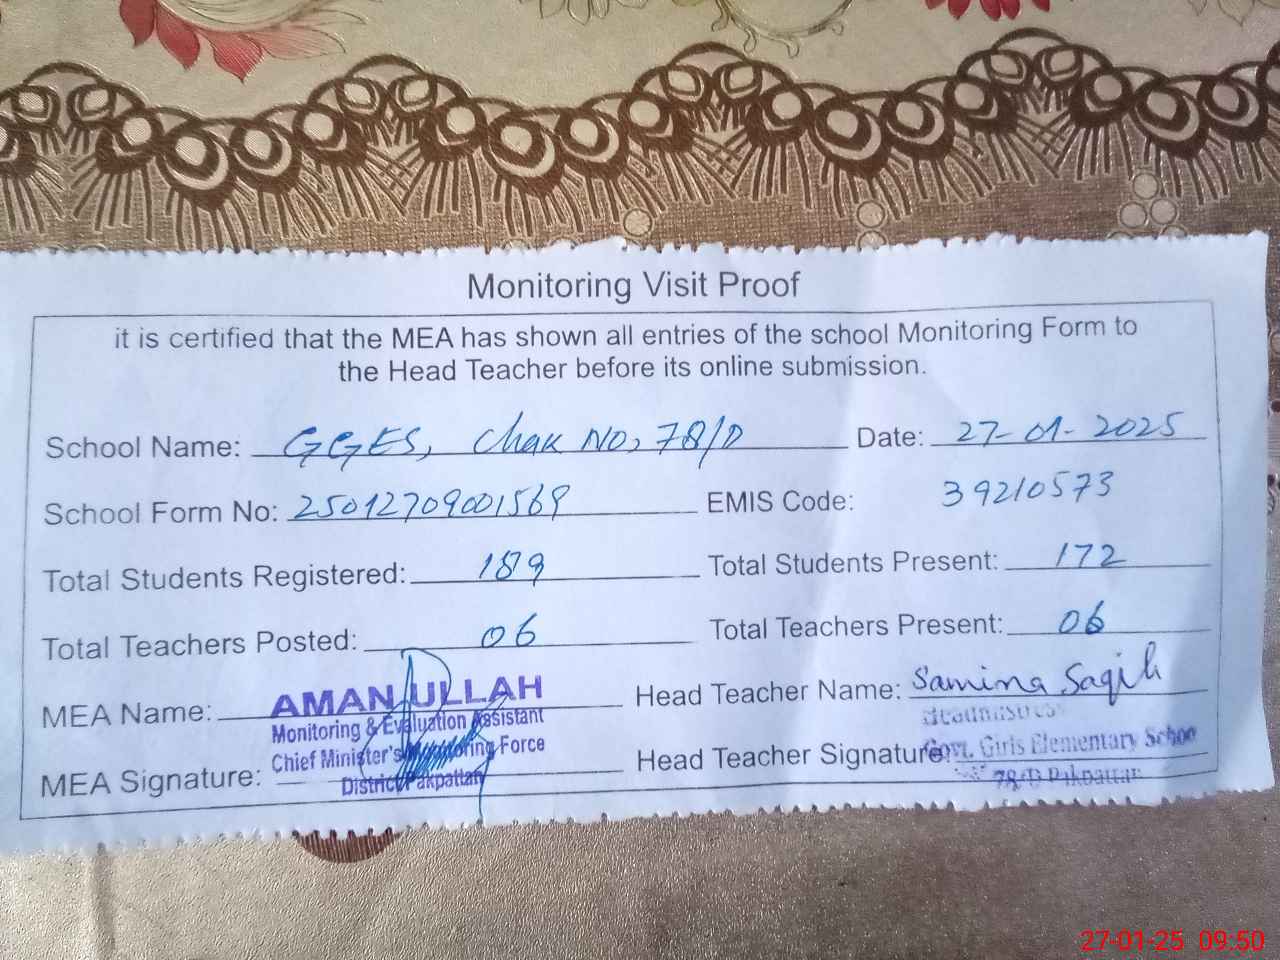 Monitoring Visit Proof
it is certified that the MEA has shown all entries of the school Monitoring Form to
the Head Teacher before its online submission.
School Name: GGES, Chak NO, 78/D Date: 27-01-2025
School Form No: 25012709001569 EMIS Code: 39210573
Total Students Registered: 189 Total Students Present: 172
Total Teachers Posted: 06 Total Teachers Present: 06
MEA Name: AMAN ULLAH Head Teacher Name: Samina Saqib
Monitoring & Evaluation Assistant
Chief Minister's Monitoring Force
District Pakpattan
MEA Signature: Head Teacher Signature:
Headmistress
Govt. Girls Elementary School
78/D Pakpattan
27-01-25 09:50